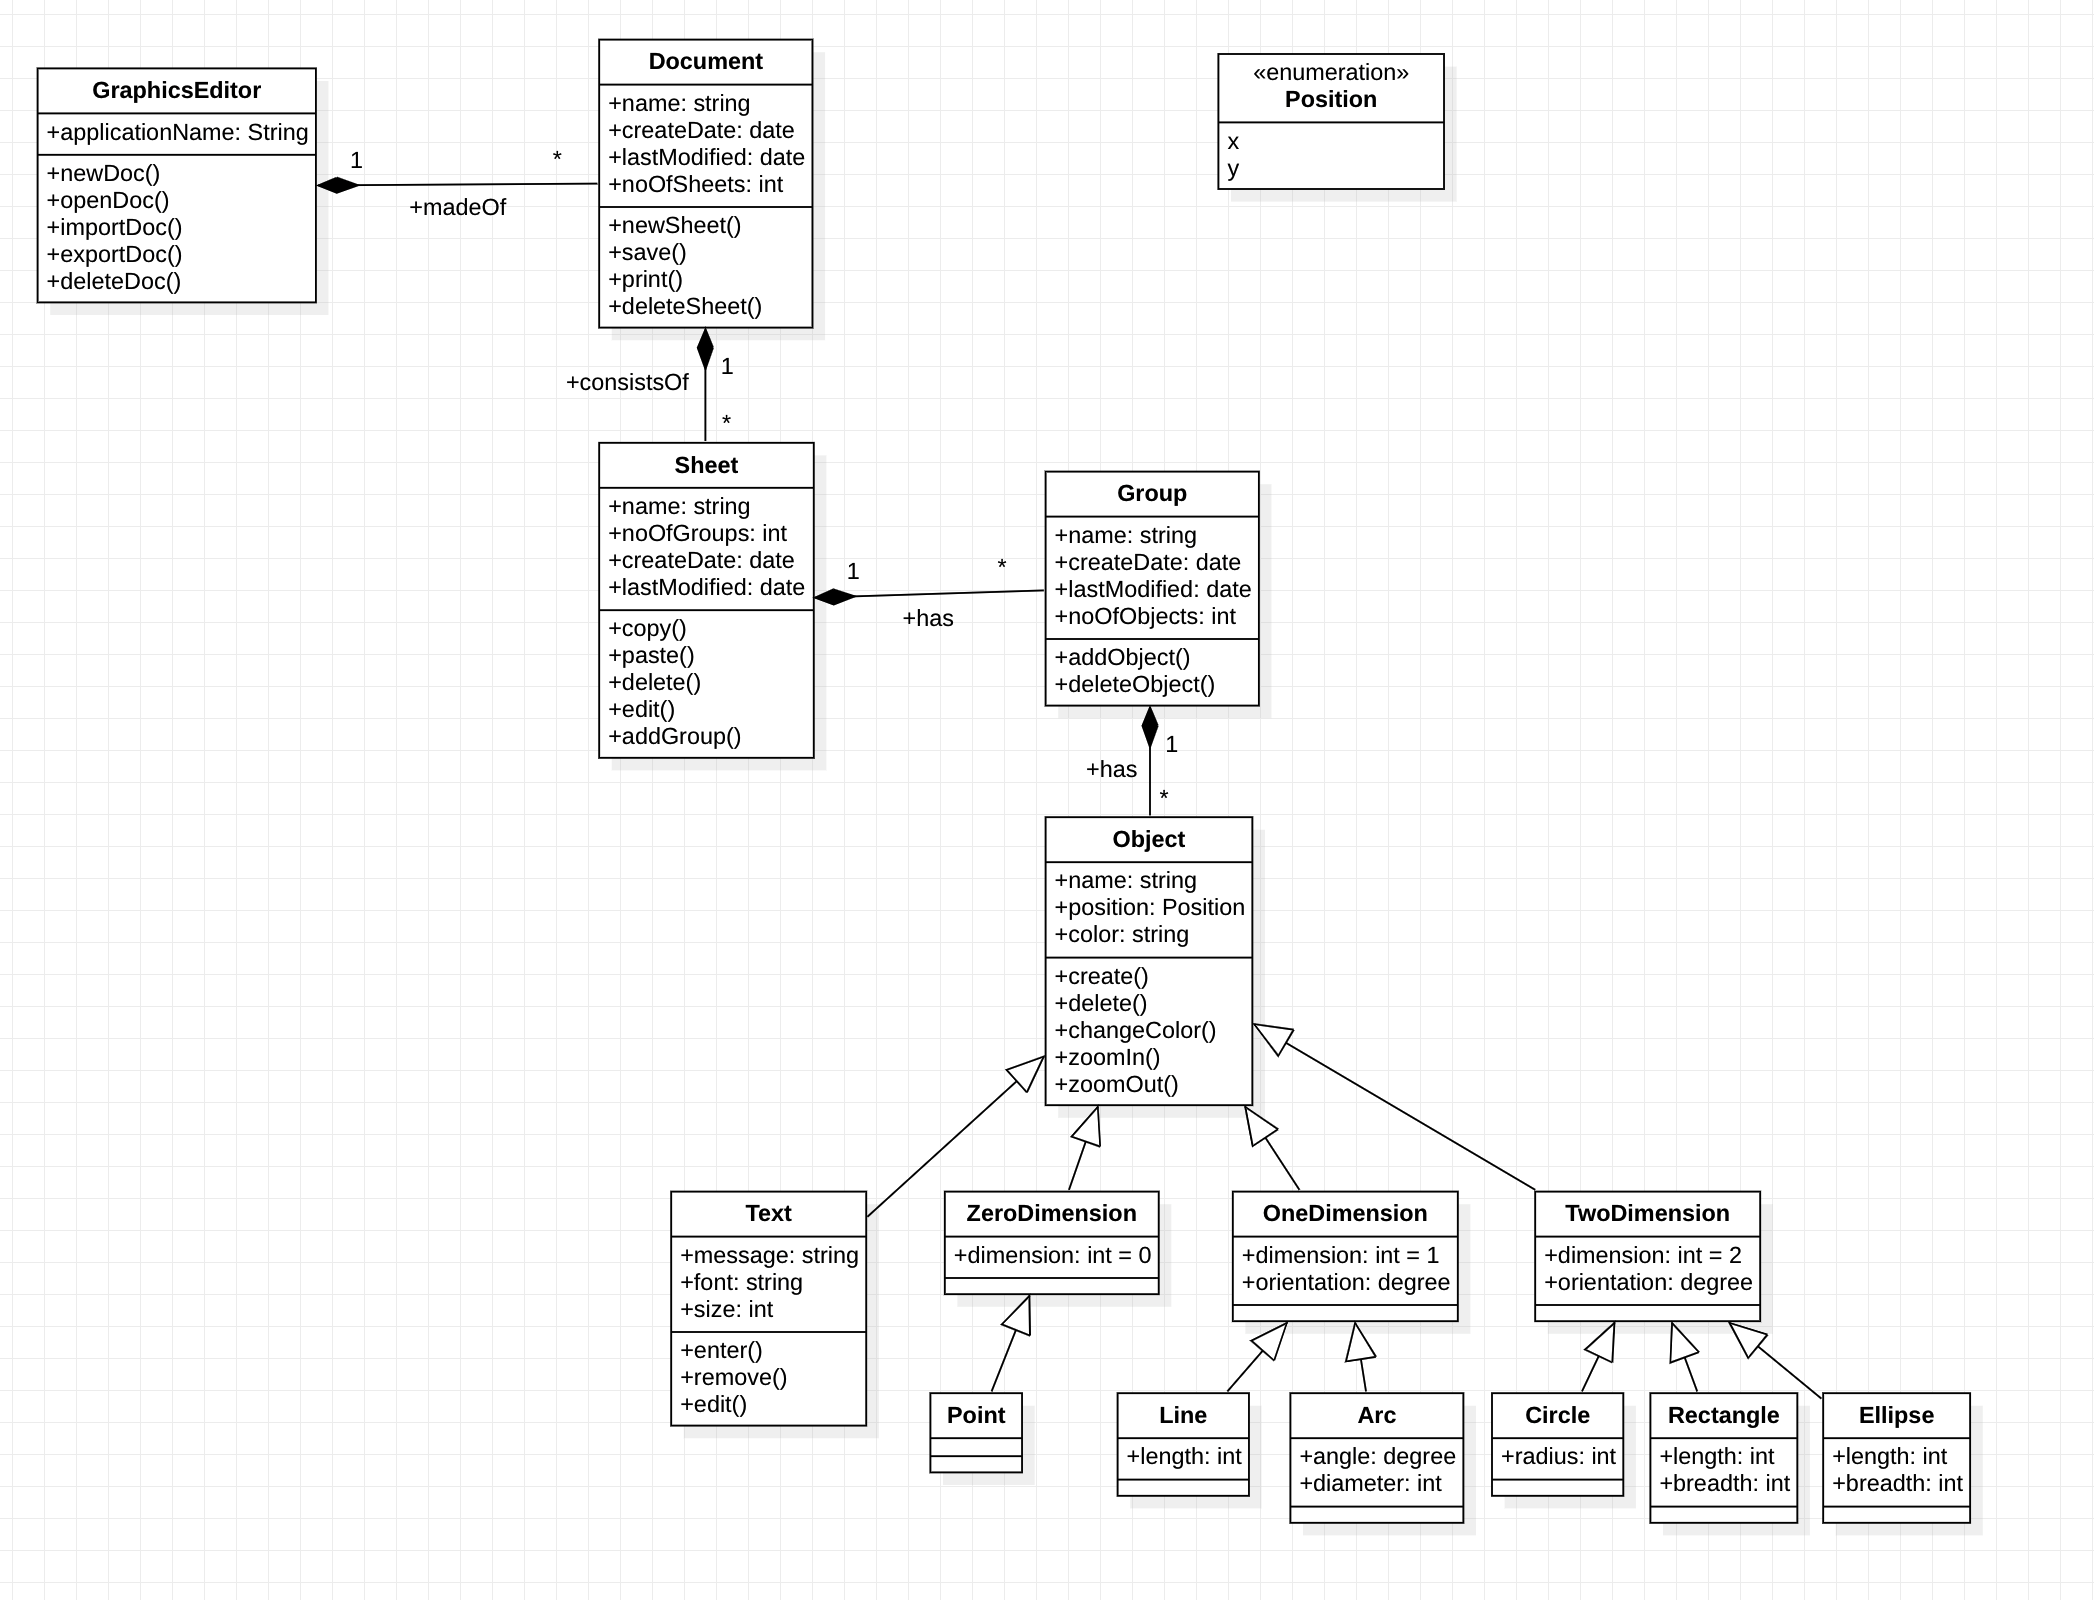 GraphicsEditor
+applicationName: String
+newDoc()
+openDoc()
+importDoc()
+exportDoc()
+deleteDoc()
1
*
+madeOf
Document
+name: string
+createDate: date
+lastModified: date
+noOfSheets: int
+newSheet()
+save()
+print()
+deleteSheet()
«enumeration»
Position
x
y
1
+consistsOf
*
Sheet
+name: string
+noOfGroups: int
+createDate: date
+lastModified: date
+copy()
+paste()
+delete()
+edit()
+addGroup()
1
*
+has
Group
+name: string
+createDate: date
+lastModified: date
+noOfObjects: int
+addObject()
+deleteObject()
1
+has
*
Object
+name: string
+position: Position
+color: string
+create()
+delete()
+changeColor()
+zoomIn()
+zoomOut()
Text
+message: string
+font: string
+size: int
+enter()
+remove()
+edit()
ZeroDimension
+dimension: int = 0
OneDimension
+dimension: int = 1
+orientation: degree
TwoDimension
+dimension: int = 2
+orientation: degree
Point
Line
+length: int
Arc
+angle: degree
+diameter: int
Circle
+radius: int
Rectangle
+length: int
+breadth: int
Ellipse
+length: int
+breadth: int